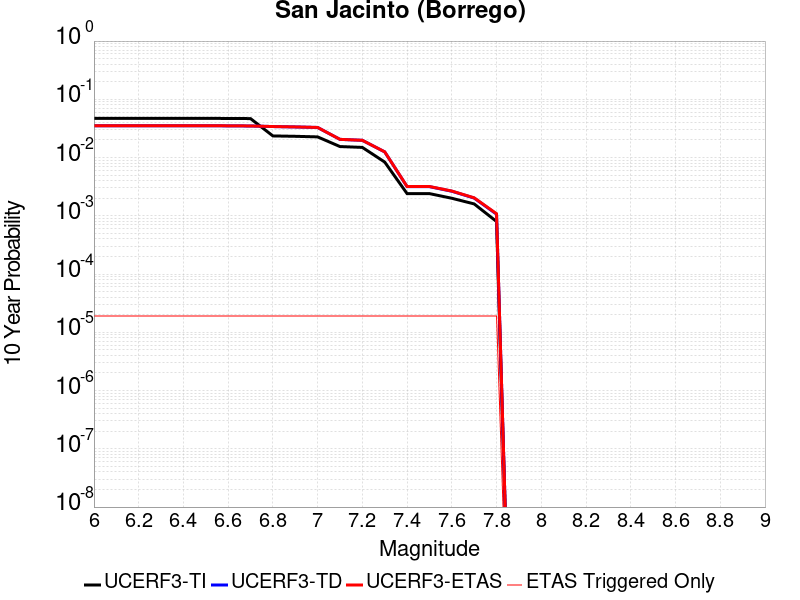 San Jacinto (Borrego)
10^0
10^-1
10^-2
10^-3
10^-4
10^-5
10^-6
10^-7
10^-8
10 Year Probability
6 6.2 6.4 6.6 6.8 7 7.2 7.4 7.6 7.8 8 8.2 8.4 8.6 8.8 9
Magnitude
UCERF3-TI UCERF3-TD UCERF3-ETAS ETAS Triggered Only